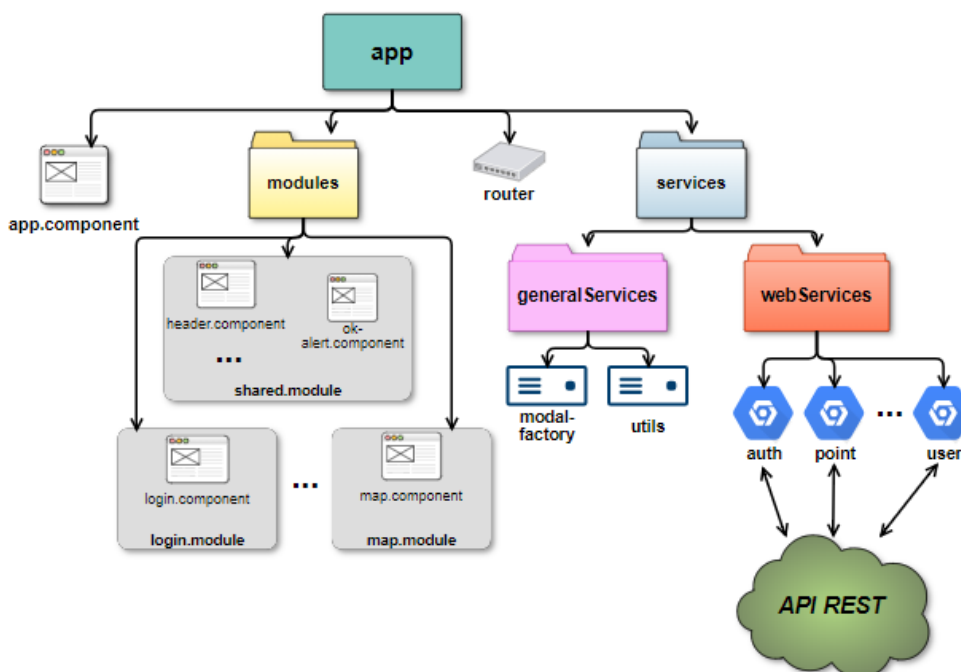 app
app.component
modules
router
services
header.component
ok-
alert.component
...
shared.module
generalServices
webServices
modal-
factory
utils
auth
point
...
user
login.component
login.module
...
map.component
map.module
API REST